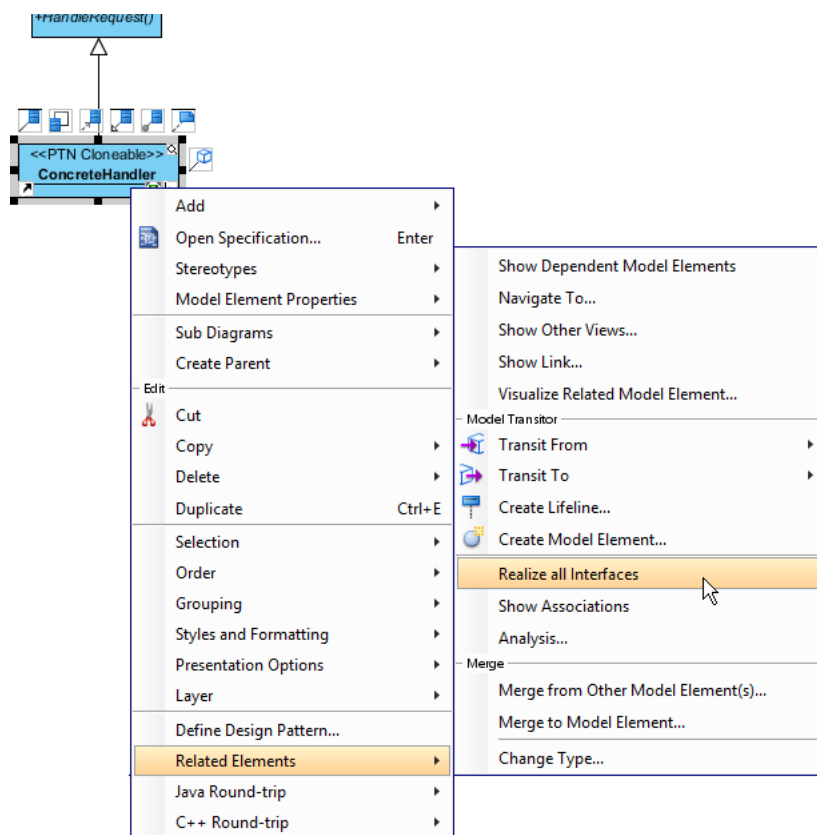 +HandleRequest()
<<PTN Cloneable>>
ConcreteHandler
Add
Open Specification... Enter
Stereotypes
Model Element Properties
Sub Diagrams
Create Parent
Edit
Cut
Copy
Delete
Duplicate Ctrl+E
Selection
Order
Grouping
Styles and Formatting
Presentation Options
Layer
Define Design Pattern...
Related Elements
Java Round-trip
C++ Round-trip
Show Dependent Model Elements
Navigate To...
Show Other Views...
Show Link...
Visualize Related Model Element...
Model Transitor
Transit From
Transit To
Create Lifeline...
Create Model Element...
Realize all Interfaces
Show Associations
Analysis...
Merge
Merge from Other Model Element(s)...
Merge to Model Element...
Change Type...